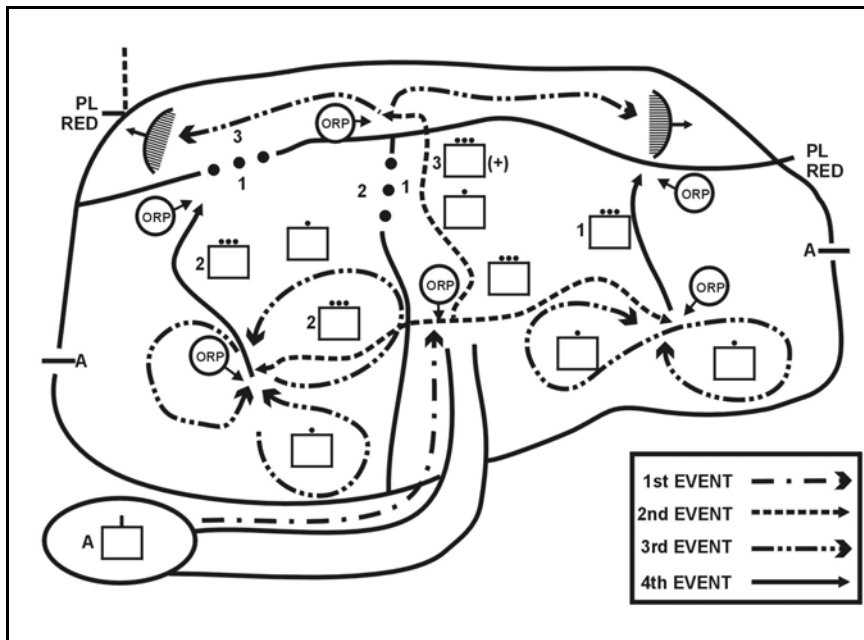 PL
RED
3
ORP
3
(+)
PL
RED
1
2
1
ORP
ORP
2
1
A
ORP
ORP
2
ORP
A
A
1st EVENT
2nd EVENT
3rd EVENT
4th EVENT